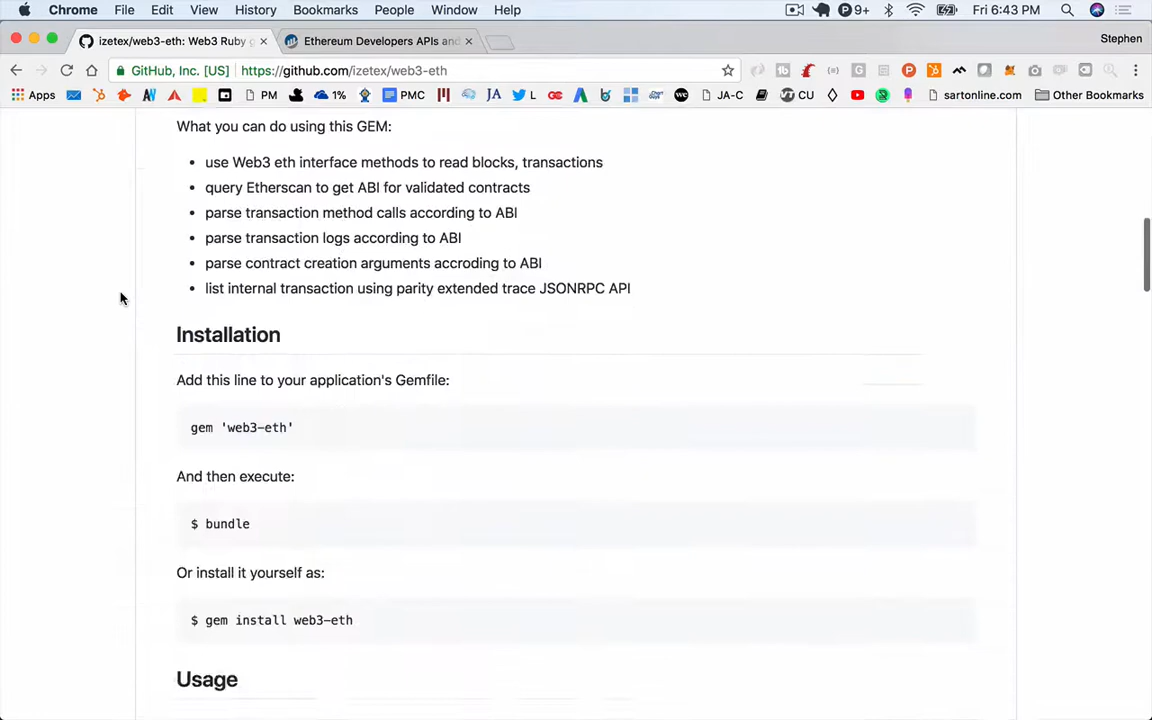 Chrome File Edit View History Bookmarks People Window Help 9+ Fri 6:43 PM
izetex/web3-eth: Web3 Ruby g Ethereum Developers APIs and Stephen
GitHub, Inc. [US] https://github.com/izetex/web3-eth
Apps PM 1% PMC JA L JA-C CU sartonline.com Other Bookmarks
What you can do using this GEM:
• use Web3 eth interface methods to read blocks, transactions
• query Etherscan to get ABI for validated contracts
• parse transaction method calls according to ABI
• parse transaction logs according to ABI
• parse contract creation arguments accroding to ABI
• list internal transaction using parity extended trace JSONRPC API
Installation
Add this line to your application's Gemfile:
gem 'web3-eth'
And then execute:
$ bundle
Or install it yourself as:
$ gem install web3-eth
Usage